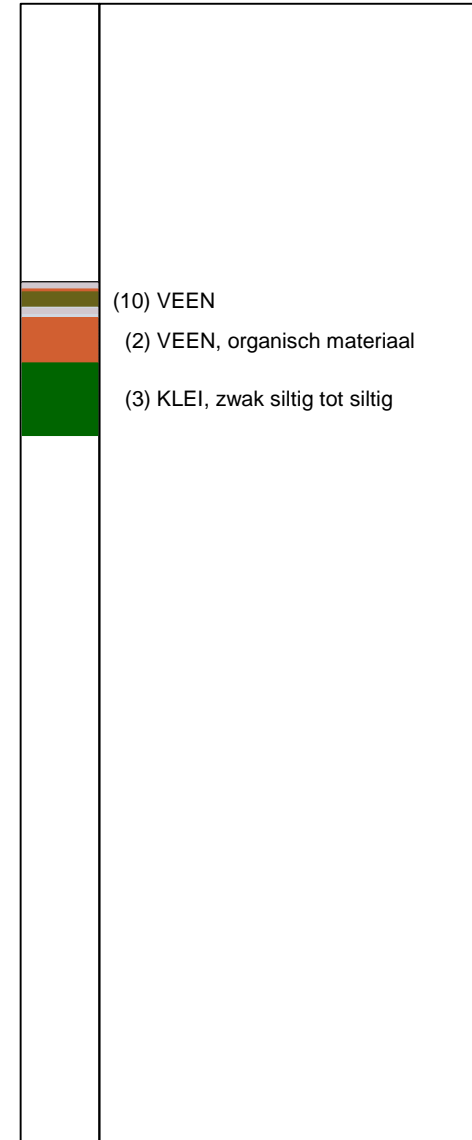 (10) VEEN
(2) VEEN, organisch materiaal
(3) KLEI, zwak siltig tot siltig